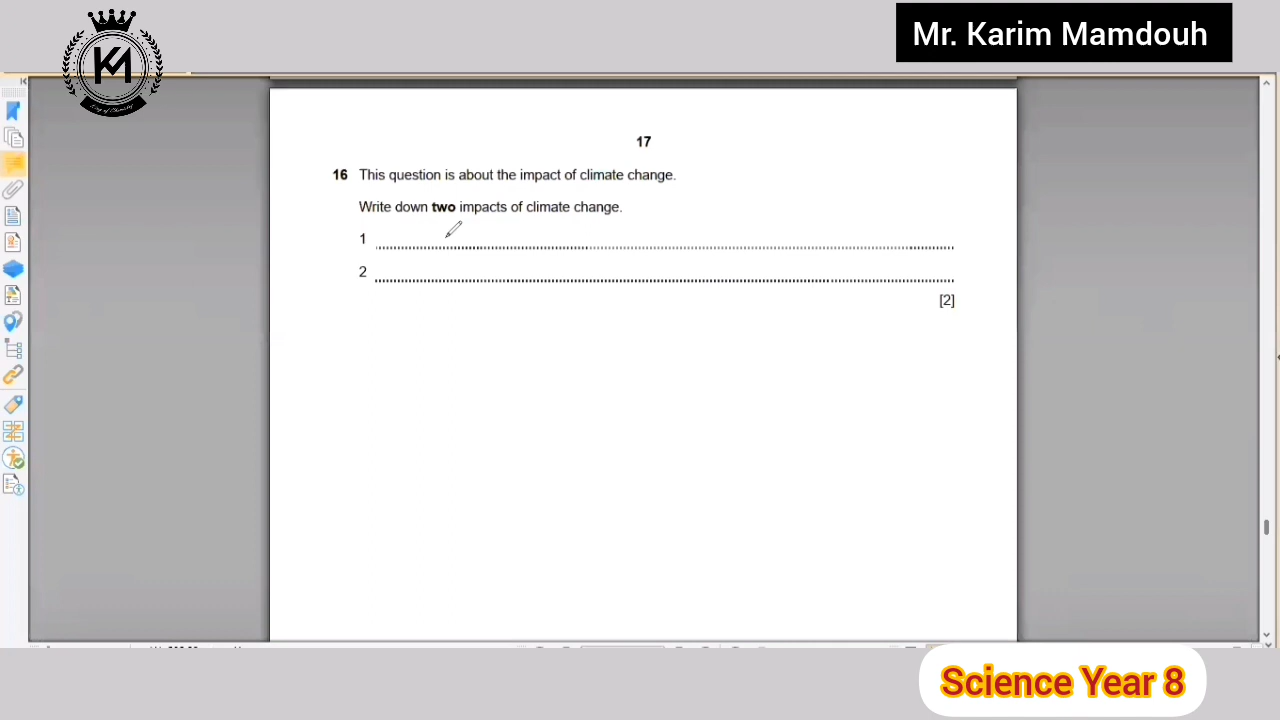 Mr. Karim Mamdouh
KM
17
16 This question is about the impact of climate change.
Write down two impacts of climate change.
1
2
[2]
Science Year 8